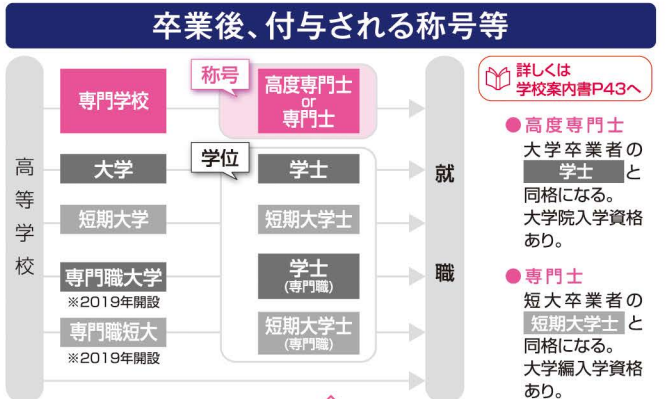 卒業後、付与される称号等
高等学校
専門学校
称号
高度専門士
or
専門士
大学
学位
学士
短期大学
短期大学士
専門職大学
※2019年開設
学士
(専門職)
専門職短大
※2019年開設
短期大学士
(専門職)
就職
詳しくは
学校案内書P43へ
●高度専門士
大学卒業者の
学士 と
同格になる。
大学院入学資格
あり。
●専門士
短大卒業者の
短期大学士 と
同格になる。
大学編入学資格
あり。